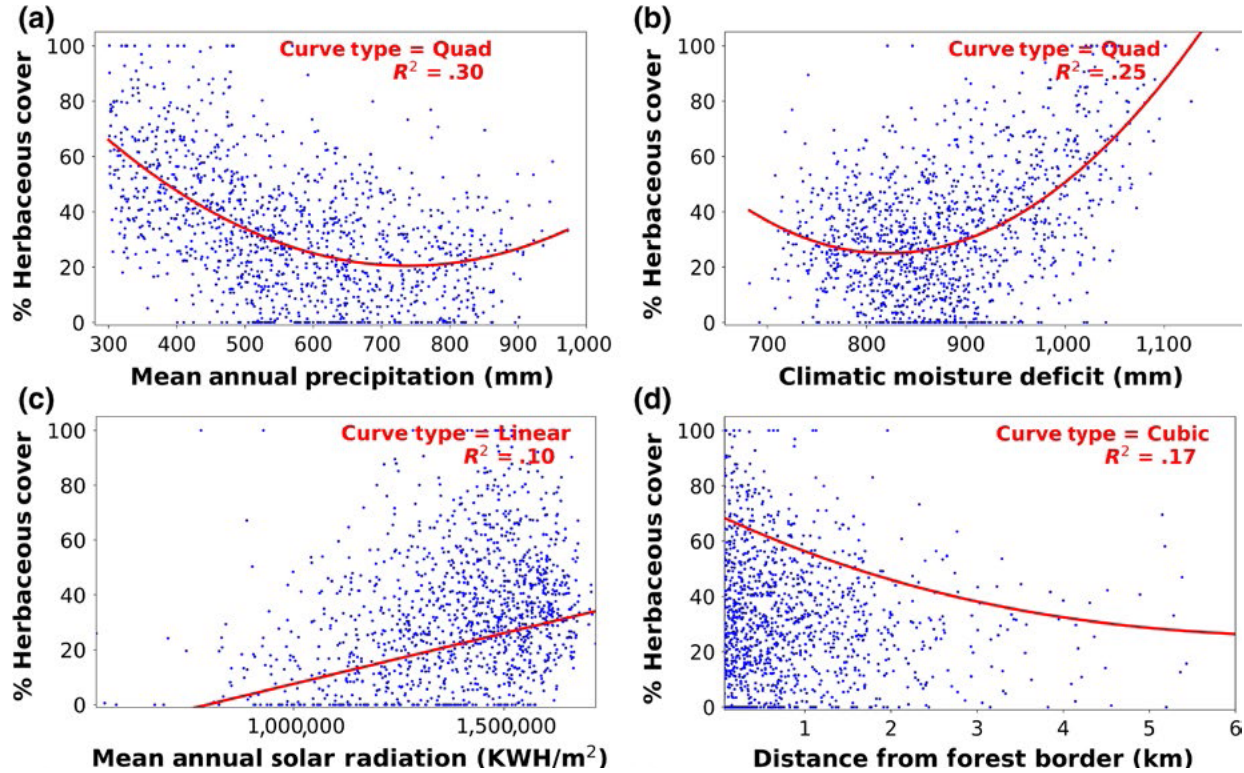 (a)
Curve type = Quad
R² = .30
% Herbaceous cover
100
80
60
40
20
0
300 400 500 600 700 800 900 1,000
Mean annual precipitation (mm)
(b)
Curve type = Quad
R² = .25
% Herbaceous cover
100
80
60
40
20
0
700 800 900 1,000 1,100
Climatic moisture deficit (mm)
(c)
Curve type = Linear
R² = .10
% Herbaceous cover
100
80
60
40
20
0
1,000,000 1,500,000
Mean annual solar radiation (KWH/m²)
(d)
Curve type = Cubic
R² = .17
% Herbaceous cover
100
80
60
40
20
0
1 2 3 4 5 6
Distance from forest border (km)